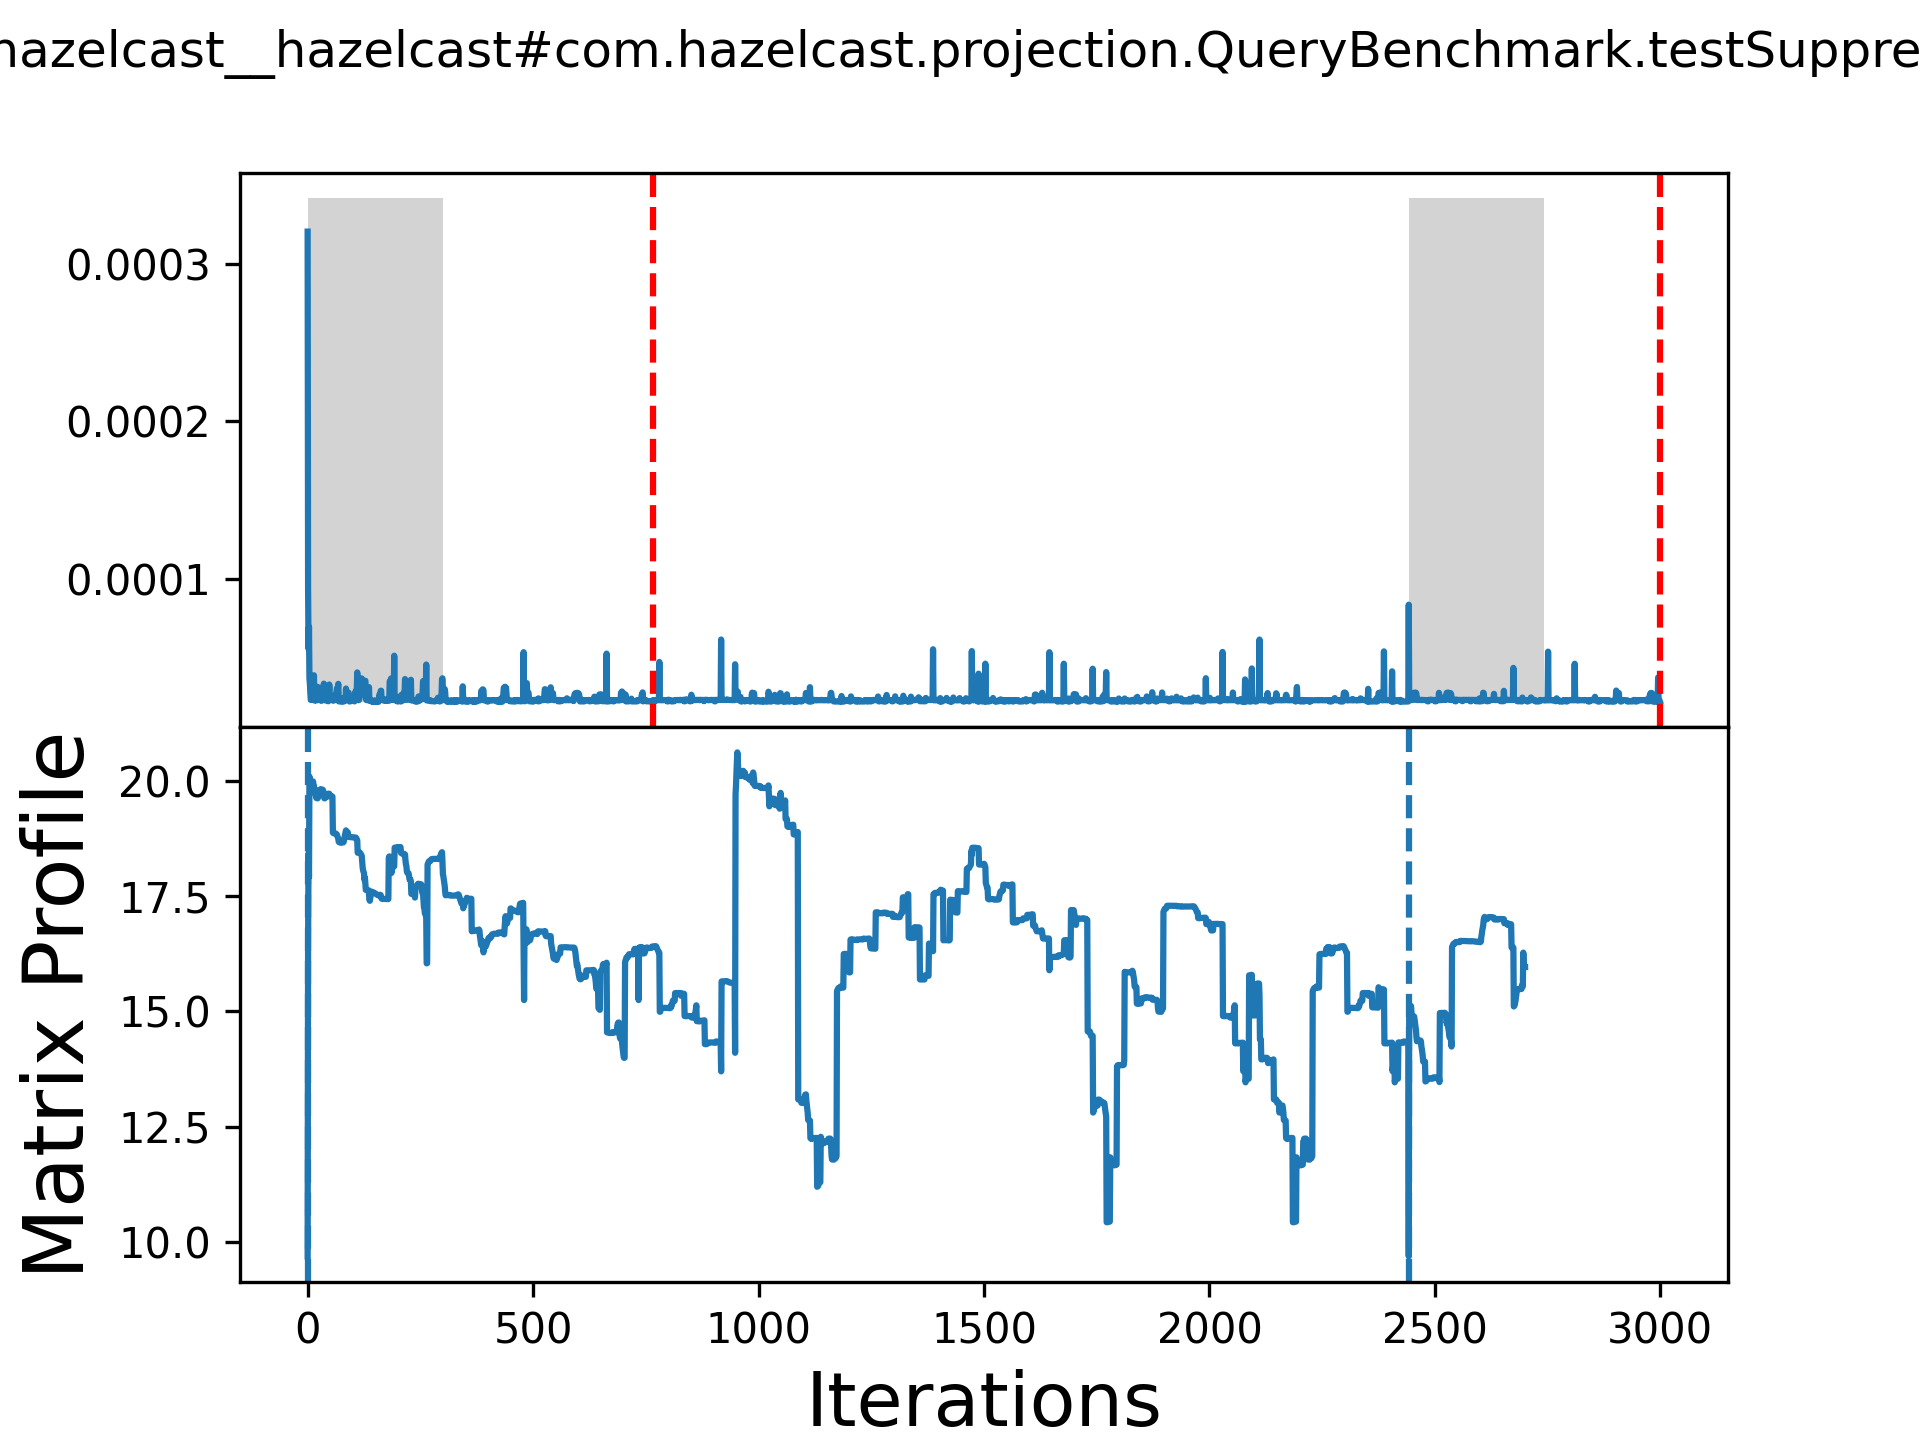 hazelcast__hazelcast#com.hazelcast.projection.QueryBenchmark.testSuppre
0.0003
0.0002
0.0001
Matrix Profile
20.0
17.5
15.0
12.5
10.0
0 500 1000 1500 2000 2500 3000
Iterations